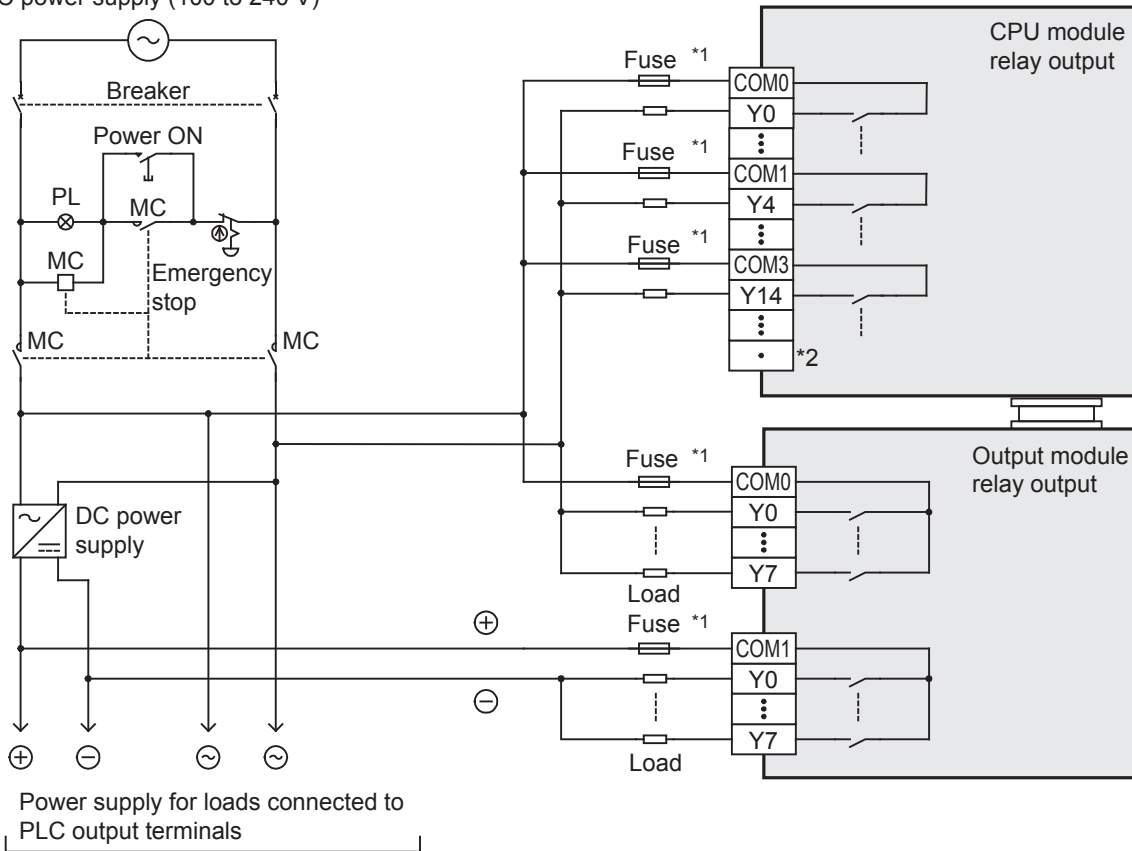 power supply (100 to 240 V)
Breaker
Power ON
PL
MC
MC
Emergency
stop
MC
MC
DC power
supply
Power supply for loads connected to
PLC output terminals
CPU module
relay output
Fuse *1
COM0
Y0
Fuse *1
COM1
Y4
Fuse *1
COM3
Y14
*2
Output module
relay output
Fuse *1
COM0
Y0
Y7
Load
Fuse *1
COM1
Y0
Y7
Load